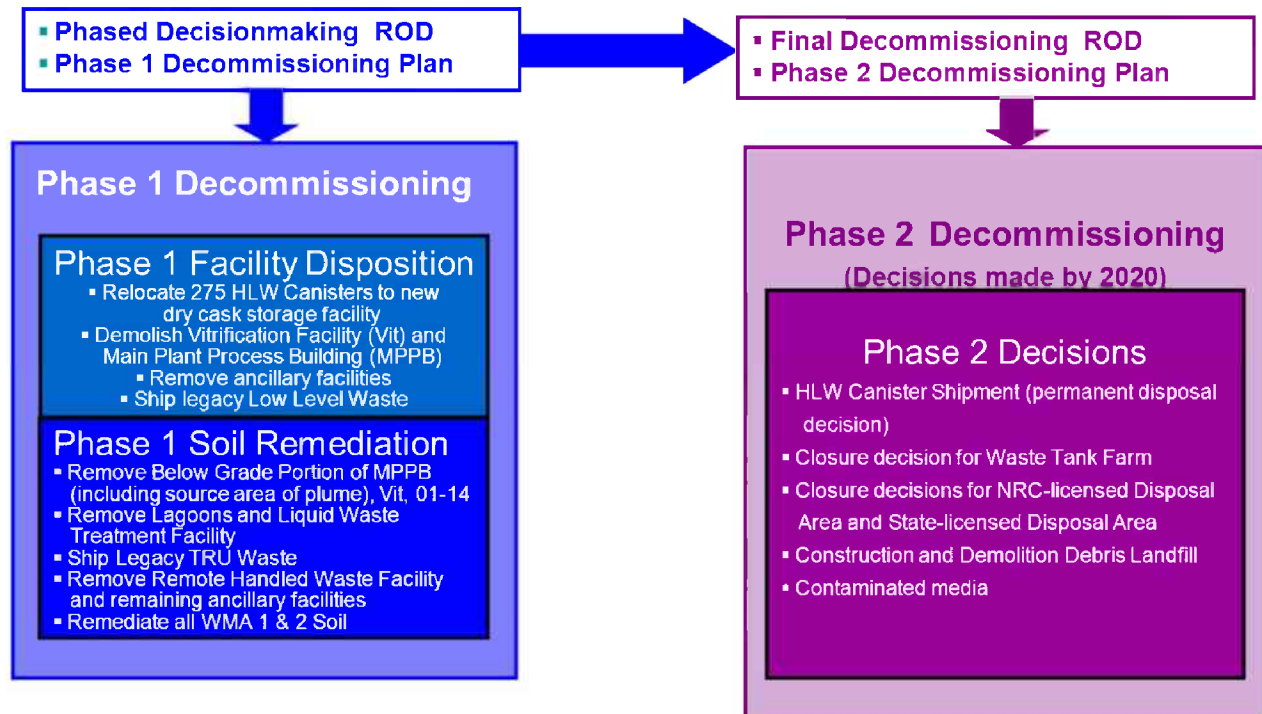 ▪ Phased Decisionmaking ROD
▪ Phase 1 Decommissioning Plan
▪ Final Decommissioning ROD
▪ Phase 2 Decommissioning Plan
Phase 1 Decommissioning
Phase 1 Facility Disposition
▪ Relocate 275 HLW Canisters to new
dry cask storage facility
▪ Demolish Vitrification Facility (Vit) and
Main Plant Process Building (MPPB)
▪ Remove ancillary facilities
▪ Ship legacy Low Level Waste
Phase 1 Soil Remediation
▪ Remove Below Grade Portion of MPPB
(including source area of plume), Vit, 01-14
▪ Remove Lagoons and Liquid Waste
Treatment Facility
▪ Ship Legacy TRU Waste
▪ Remove Remote Handled Waste Facility
and remaining ancillary facilities
▪ Remediate all WMA 1 & 2 Soil
Phase 2 Decommissioning
(Decisions made by 2020)
Phase 2 Decisions
▪ HLW Canister Shipment (permanent disposal
decision)
▪ Closure decision for Waste Tank Farm
▪ Closure decisions for NRC-licensed Disposal
Area and State-licensed Disposal Area
▪ Construction and Demolition Debris Landfill
▪ Contaminated media